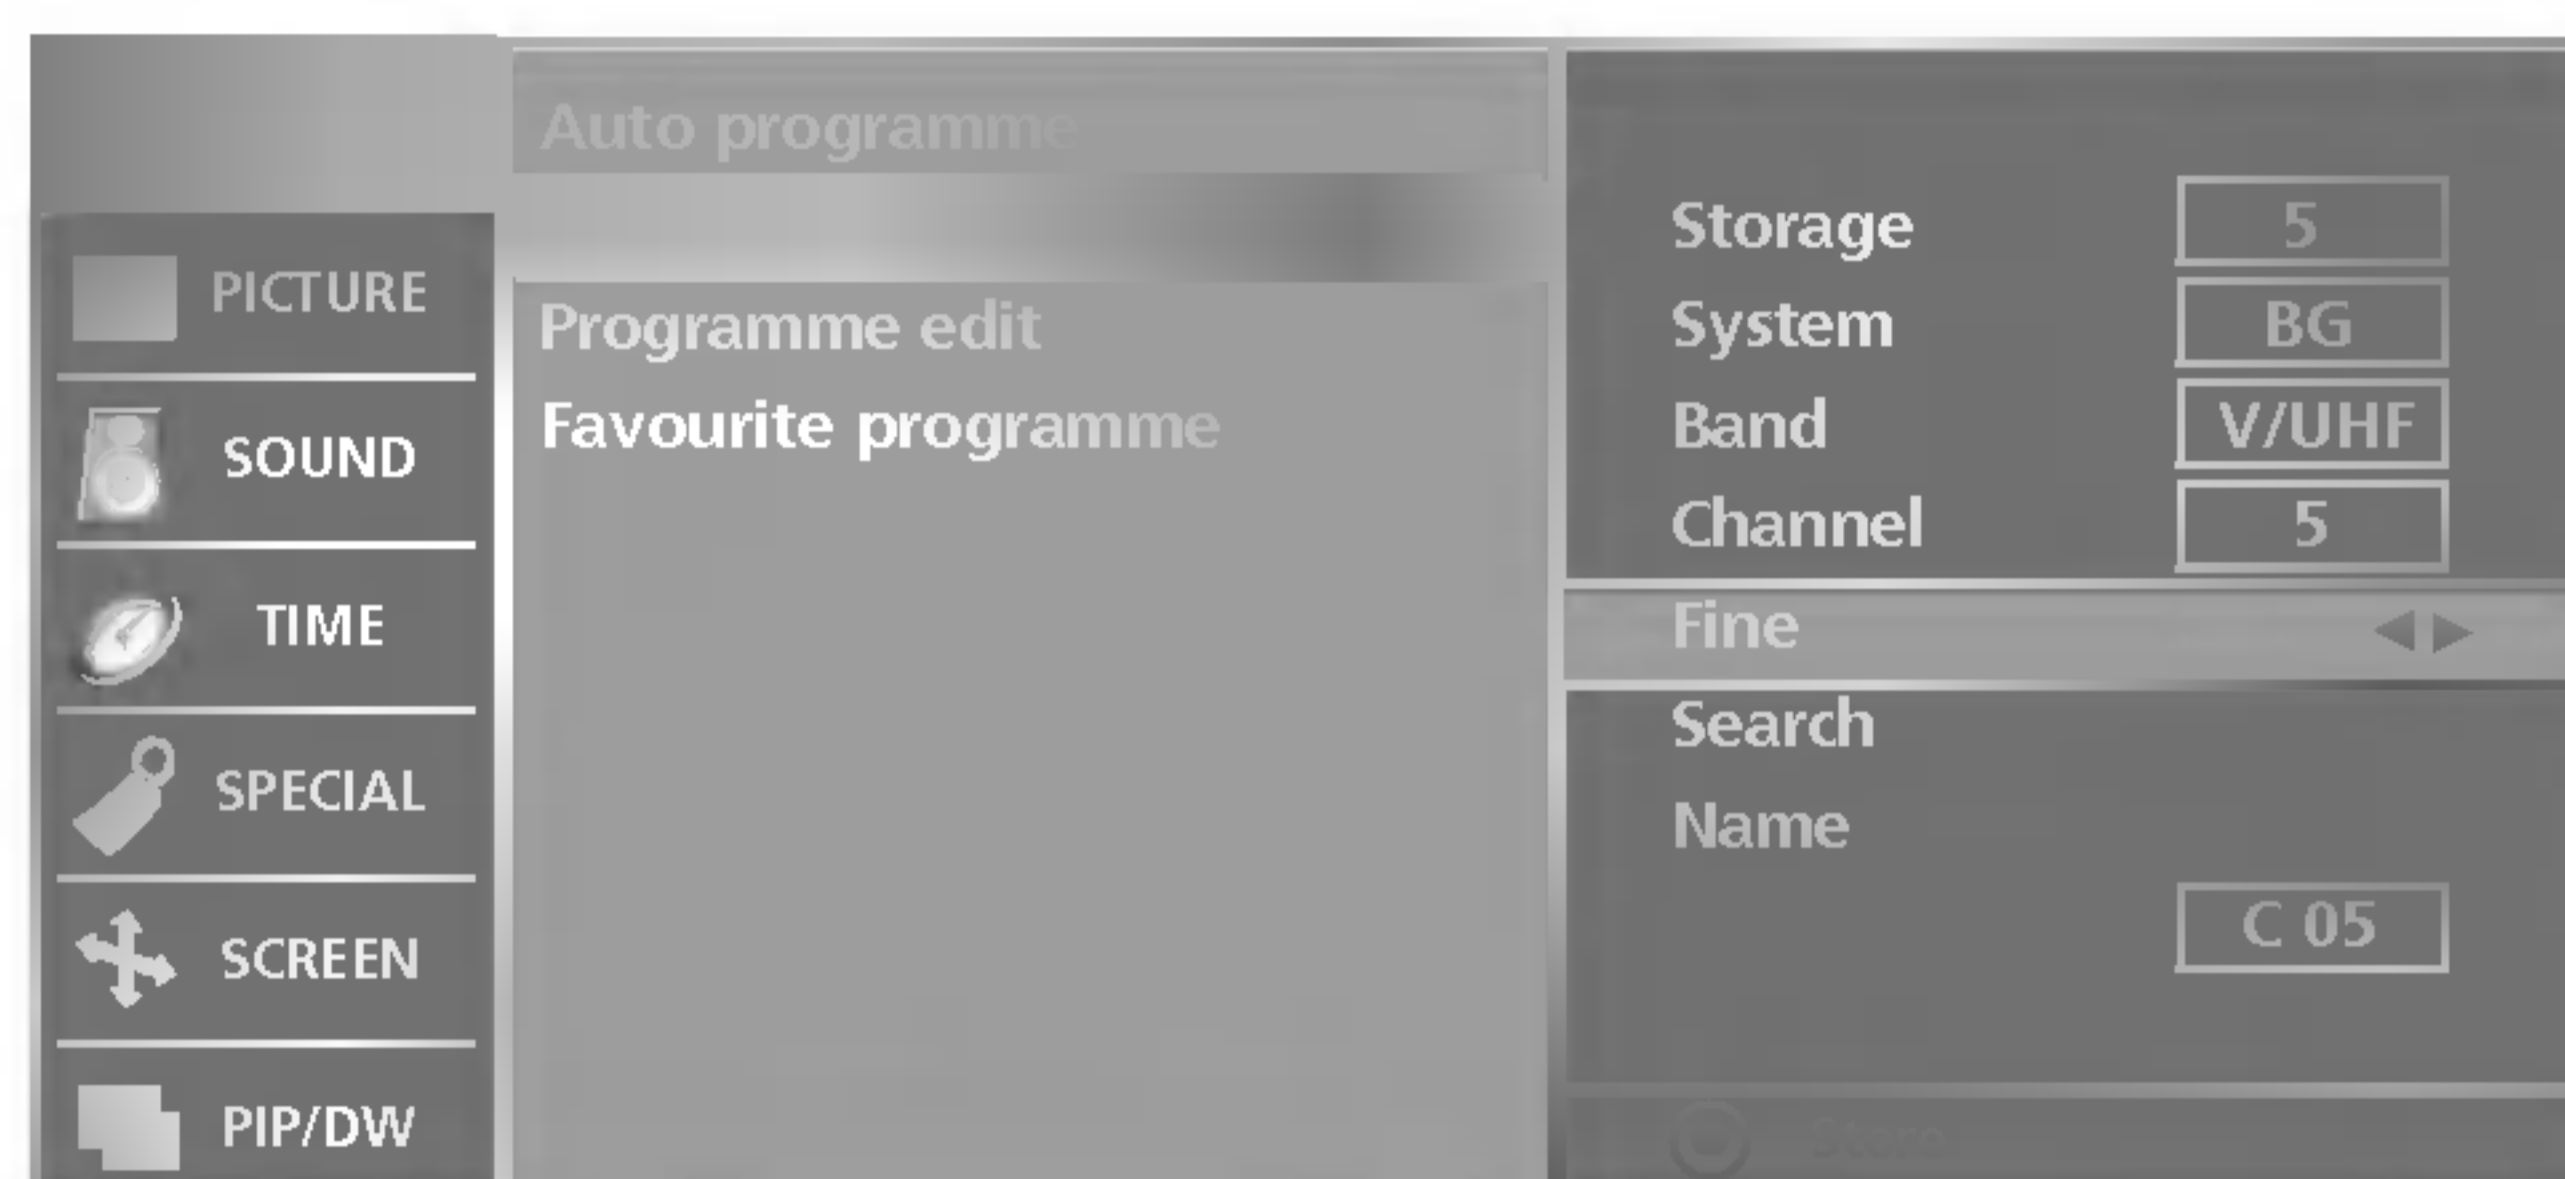 PICTURE
SOUND
TIME
SPECIAL
SCREEN
PIP/DW
Auto programme
Programme edit
Favourite programme
Storage 5
System BG
Band V/UHF
Channel 5
Fine ◀ ▶
Search
Name
C 05
Store